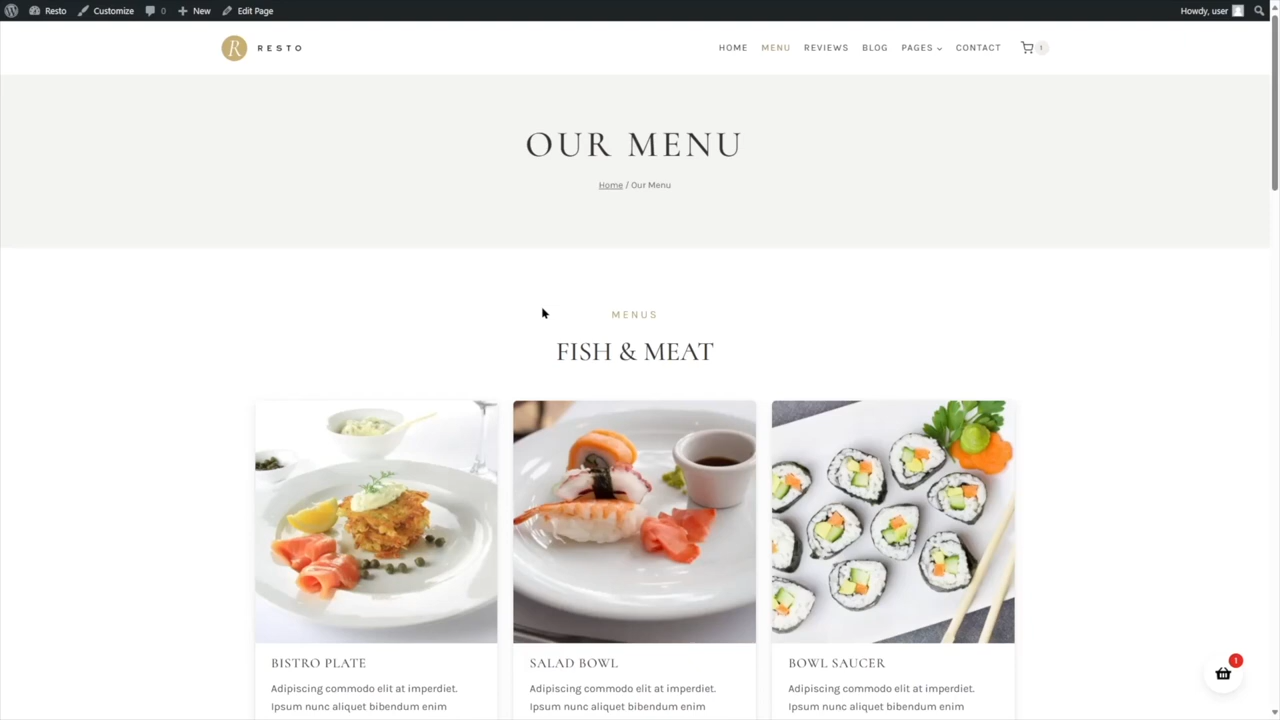 Resto Customize 0 New Edit Page Howdy, user
R RESTO
HOME MENU REVIEWS BLOG PAGES CONTACT 1
OUR MENU
Home / Our Menu
MENUS
FISH & MEAT
BISTRO PLATE
Adipiscing commodo elit at imperdiet.
Ipsum nunc aliquet bibendum enim
SALAD BOWL
Adipiscing commodo elit at imperdiet.
Ipsum nunc aliquet bibendum enim
BOWL SAUCER
Adipiscing commodo elit at imperdiet.
Ipsum nunc aliquet bibendum enim
1